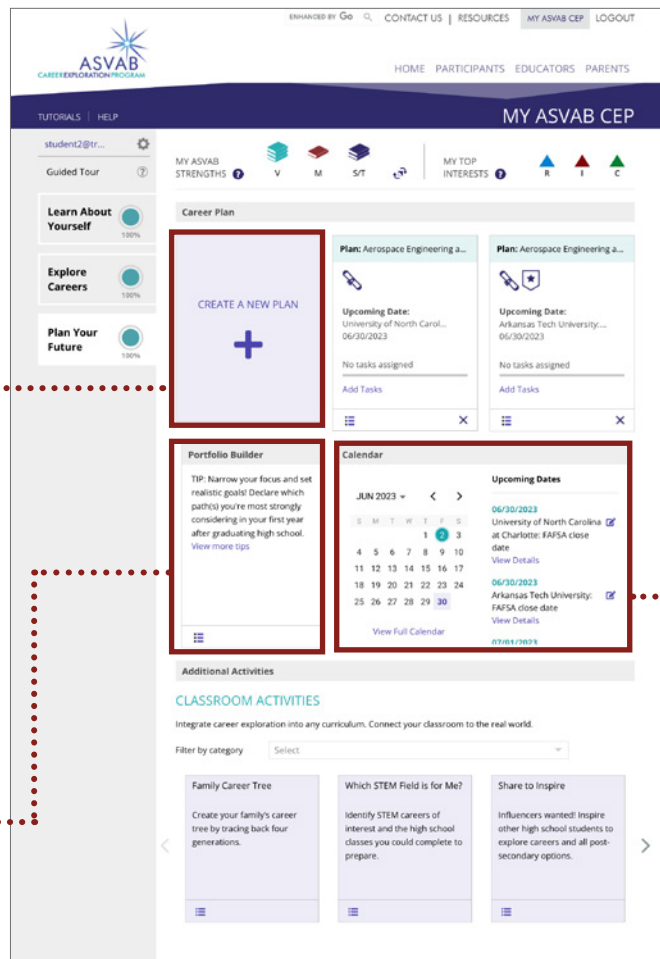 ENHANCED BY Go CONTACT US | RESOURCES MY ASVAB CEP LOGOUT
ASVAB
CAREER EXPLORATION PROGRAM
HOME PARTICIPANTS EDUCATORS PARENTS
TUTORIALS | HELP
MY ASVAB CEP
student2@tr...
Guided Tour ?
Learn About
Yourself
100%
Explore
Careers
100%
Plan Your
Future
100%
MY ASVAB
STRENGTHS ?
V M S/T
MY TOP
INTERESTS ?
R I C
Career Plan
CREATE A NEW PLAN
+
Plan: Aerospace Engineering a...
Upcoming Date:
University of North Carol...
06/30/2023
No tasks assigned
Add Tasks
Plan: Aerospace Engineering a...
Upcoming Date:
Arkansas Tech University:...
06/30/2023
No tasks assigned
Add Tasks
Portfolio Builder
TIP: Narrow your focus and set
realistic goals! Declare which
path(s) you're most strongly
considering in your first year
after graduating high school.
View more tips
Calendar
JUN 2023
S M T W T F S
1 2 3
4 5 6 7 8 9 10
11 12 13 14 15 16 17
18 19 20 21 22 23 24
25 26 27 28 29 30
View Full Calendar
Upcoming Dates
06/30/2023
University of North Carolina
at Charlotte: FAFSA close
date
View Details
06/30/2023
Arkansas Tech University:
FAFSA close date
View Details
07/01/2023
Additional Activities
CLASSROOM ACTIVITIES
Integrate career exploration into any curriculum. Connect your classroom to the real world.
Filter by category Select
Family Career Tree
Create your family's career
tree by tracing back four
generations.
Which STEM Field is for Me?
Identify STEM careers of
interest and the high school
classes you could complete to
prepare.
Share to Inspire
Influencers wanted! Inspire
other high school students to
explore careers and all post-
secondary options.